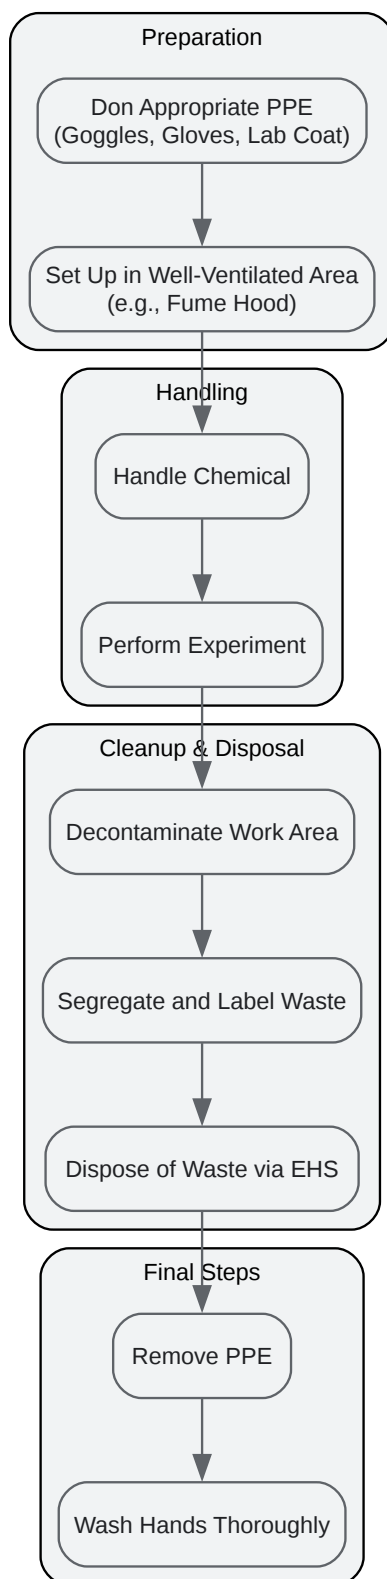 Preparation
Don Appropriate PPE
(Goggles, Gloves, Lab Coat)
Set Up in Well-Ventilated Area
(e.g., Fume Hood)
Handling
Handle Chemical
Perform Experiment
Cleanup & Disposal
Decontaminate Work Area
Segregate and Label Waste
Dispose of Waste via EHS
Final Steps
Remove PPE
Wash Hands Thoroughly